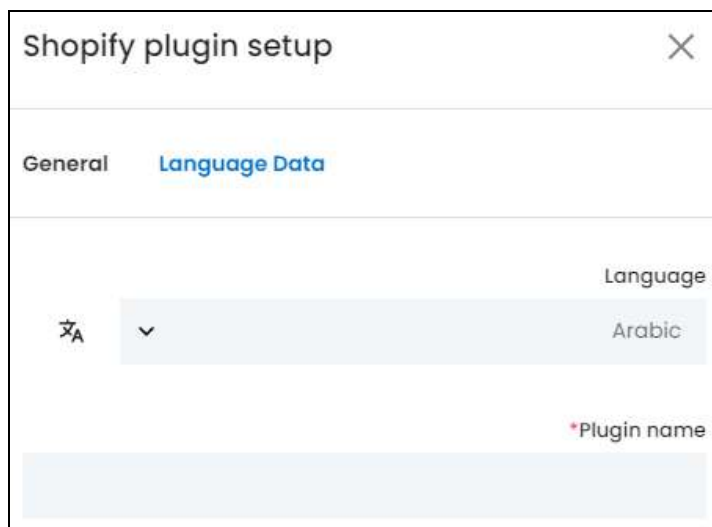 Shopify plugin setup
General Language Data
Language
Arabic
*Plugin name